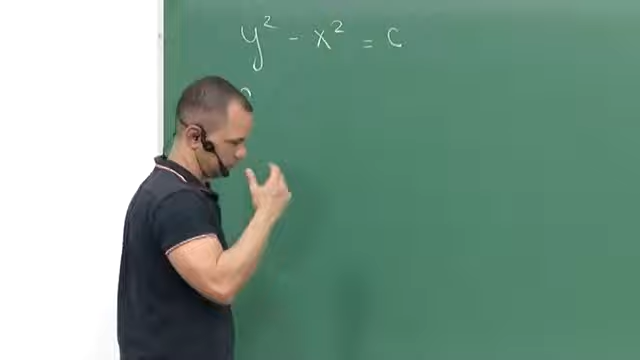 y² - x² = c